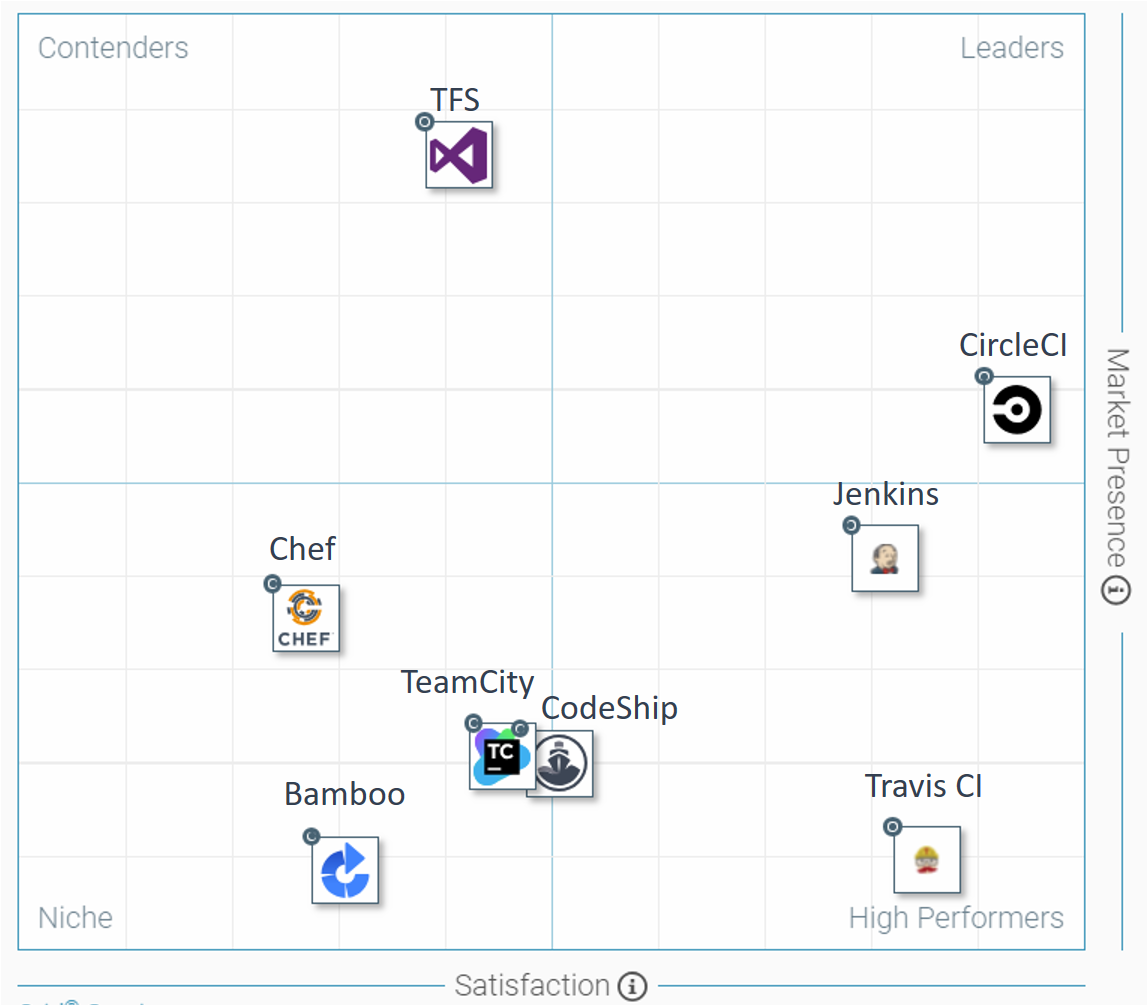 Contenders
Leaders
TFS
CircleCI
Market Presence
Jenkins
Chef
CHEF
TeamCity
CodeShip
TC
Bamboo
Travis CI
Niche
High Performers
Satisfaction